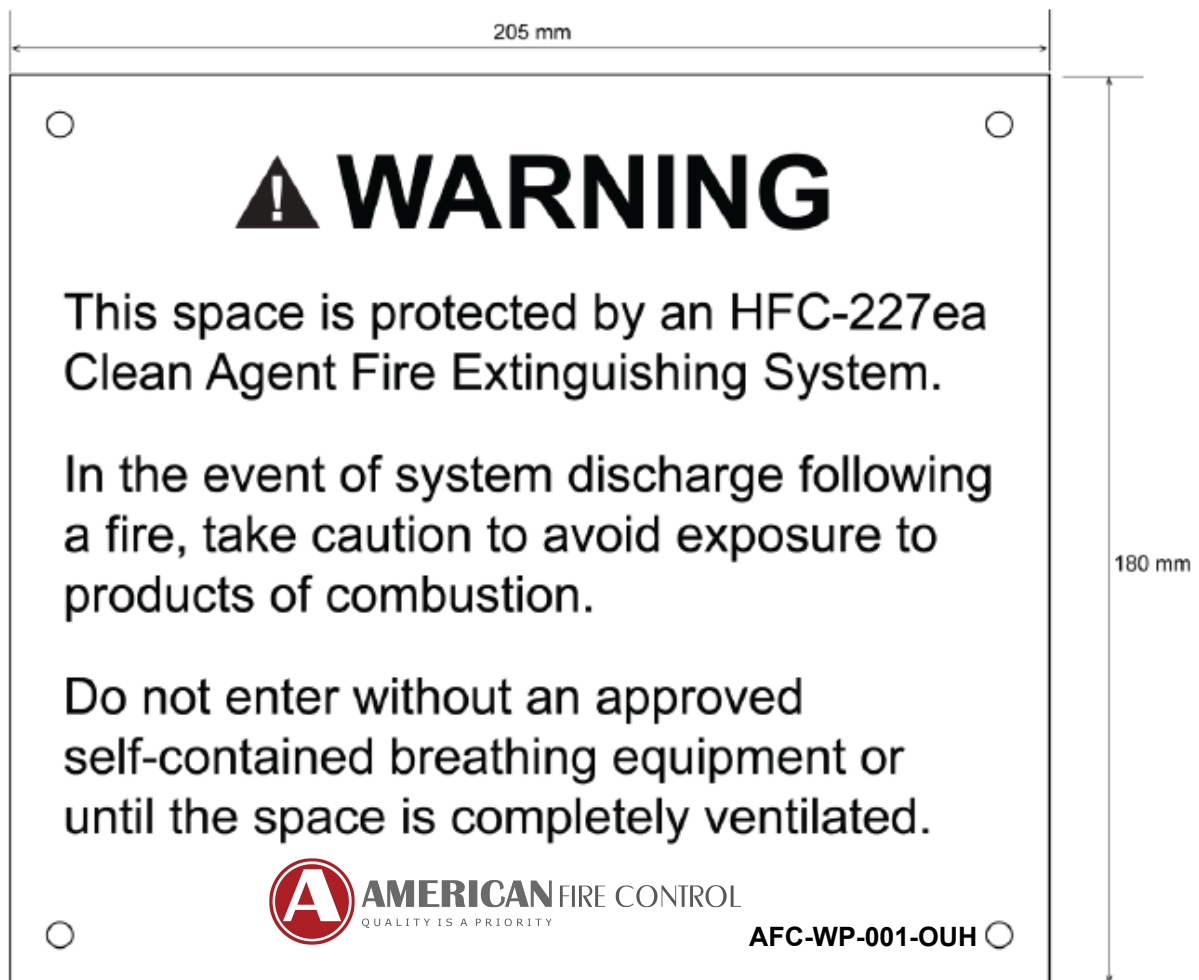 205 mm
WARNING
This space is protected by an HFC-227ea
Clean Agent Fire Extinguishing System.
In the event of system discharge following
a fire, take caution to avoid exposure to
products of combustion.
180 mm
Do not enter without an approved
self-contained breathing equipment or
until the space is completely ventilated.
A AMERICAN FIRE CONTROL
QUALITY IS A PRIORITY
AFC-WP-001-OUH